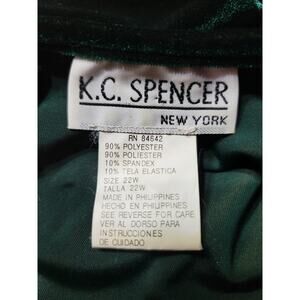 K.C. SPENCER
NEW YORK
RN 84642
90% POLYESTER
90% POLIESTER
10% SPANDEX
10% TELA ELASTICA
SIZE 22W
TALLA 22W
MADE IN PHILIPPINES
HECHO EN PHILIPPINES
SEE REVERSE FOR CARE
VER AL DORSO PARA
INSTRUCCIONES
DE CUIDADO